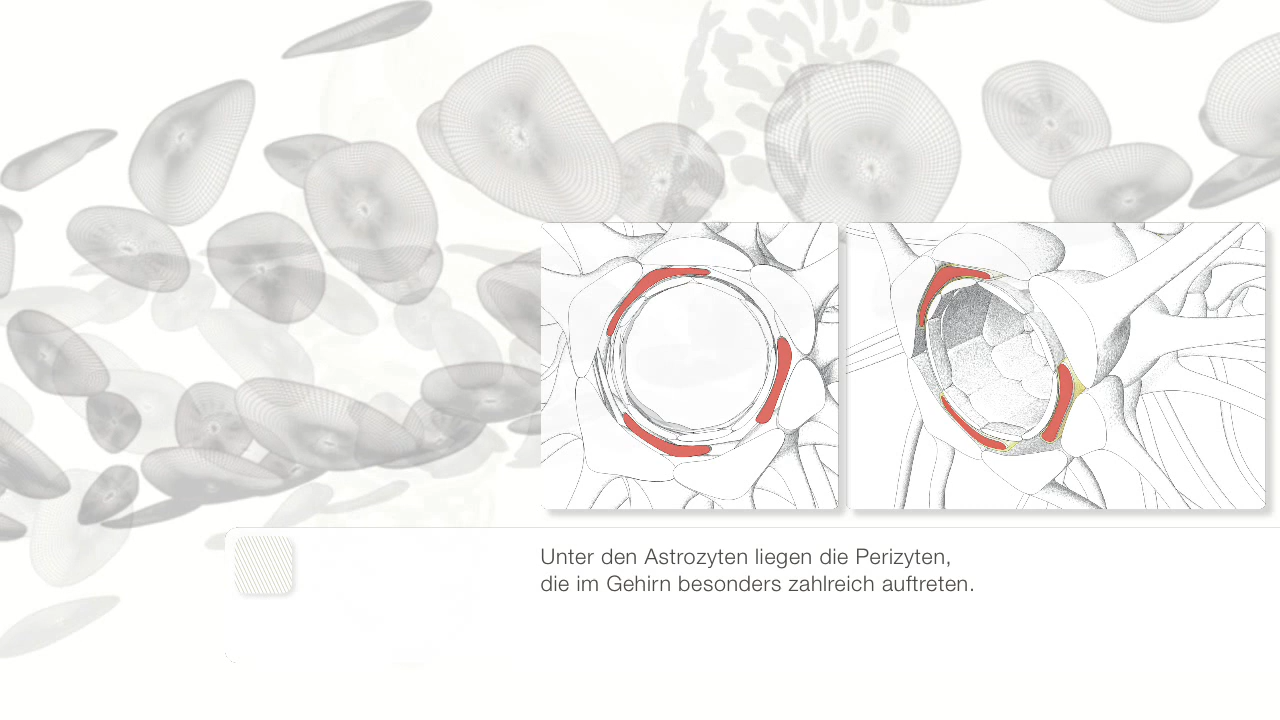 Unter den Astrozyten liegen die Perizyten,
die im Gehirn besonders zahlreich auftreten.